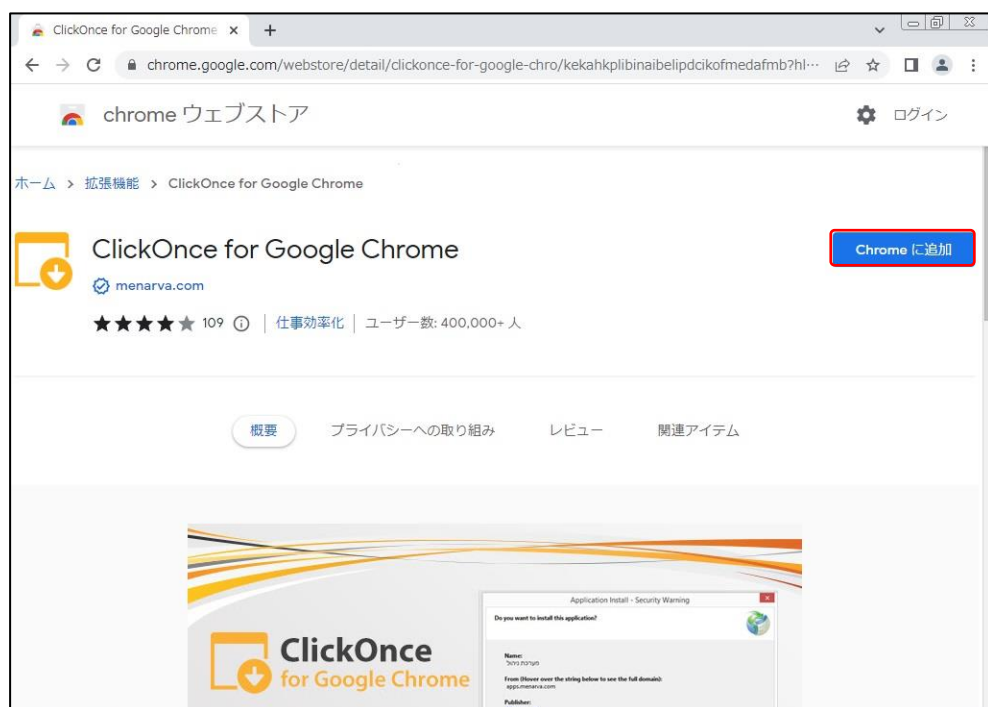 ClickOnce for Google Chrome
chrome.google.com/webstore/detail/clickonce-for-google-chro/kekahkplibinaibelipdcikofmedafmb?hl…
chrome ウェブストア
ログイン
ホーム > 拡張機能 > ClickOnce for Google Chrome
ClickOnce for Google Chrome
Chrome に追加
menarva.com
★★★★★ 109 | 仕事効率化 | ユーザー数: 400,000+ 人
概要 プライバシーへの取り組み レビュー 関連アイテム
Application Install - Security Warning
Do you want to install this application?
ClickOnce
for Google Chrome
Name:
מערכת ניהול
From (Hover over the string below to see the full domain):
apps.menarva.com
Publisher: